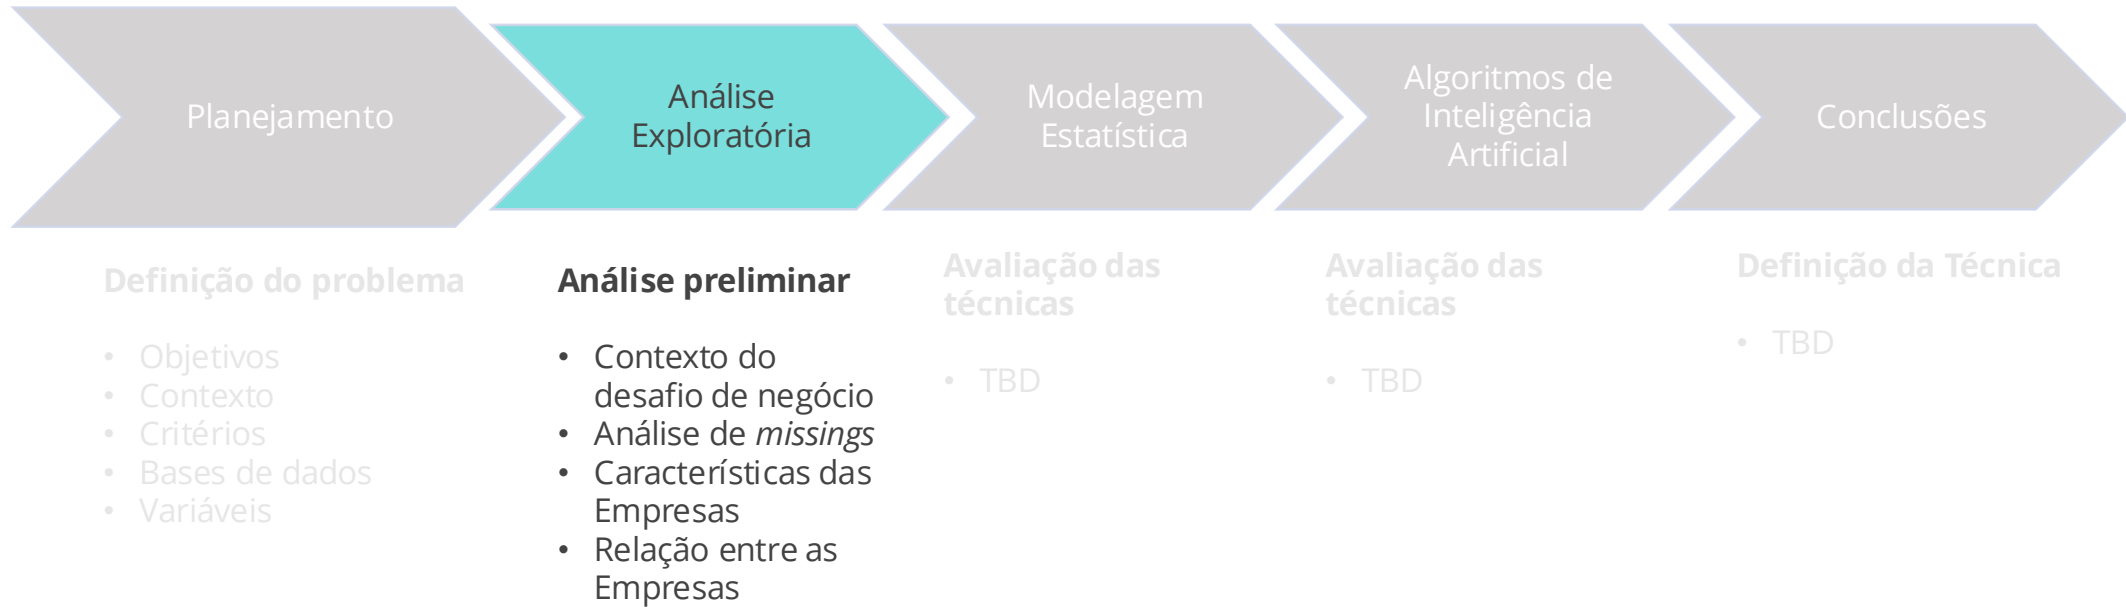 Planejamento
Análise
Exploratória
Modelagem
Estatística
Algoritmos de
Inteligência
Artificial
Conclusões
Definição do problema
• Objetivos
• Contexto
• Critérios
• Bases de dados
• Variáveis
Análise preliminar
• Contexto do
desafio de negócio
• Análise de missings
• Características das
Empresas
• Relação entre as
Empresas
Avaliação das
técnicas
• TBD
Avaliação das
técnicas
• TBD
Definição da Técnica
• TBD